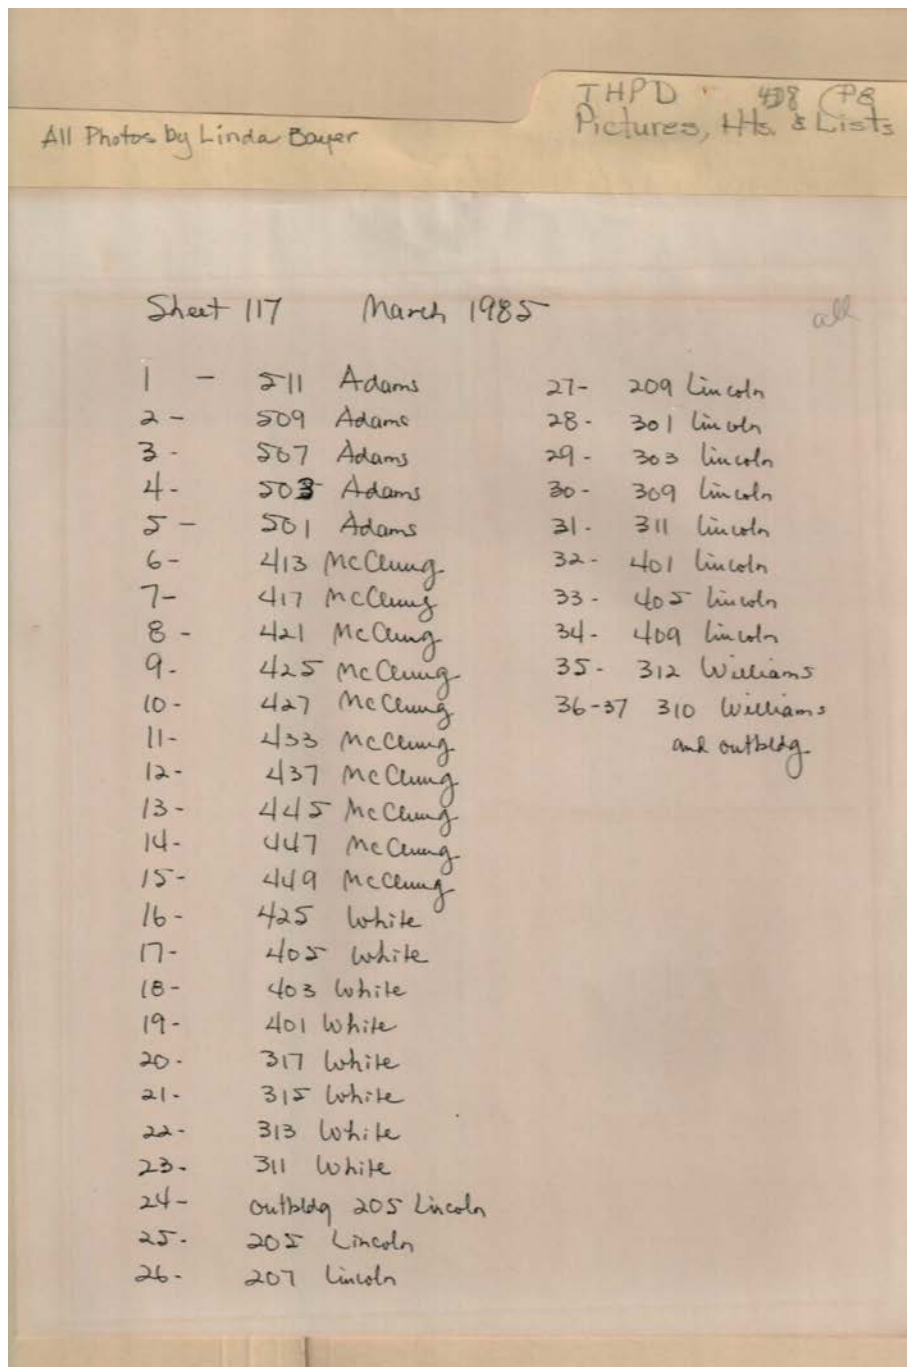 THPD 408 (P8
Pictures, Hts. & Lists
All Photos by Linda Bayer
Sheet 117 March 1985
all
1 - 511 Adams
2 - 509 Adams
3 - 507 Adams
4 - 503 Adams
5 - 501 Adams
6 - 413 McClung
7 - 417 McClung
8 - 421 McClung
9 - 425 McClung
10 - 427 McClung
11 - 433 McClung
12 - 437 McClung
13 - 445 McClung
14 - 447 McClung
15 - 449 McClung
16 - 425 White
17 - 405 White
18 - 403 White
19 - 401 White
20 - 317 White
21 - 315 White
22 - 313 White
23 - 311 White
24 - outbldg 205 Lincoln
25 - 205 Lincoln
26 - 207 Lincoln
27 - 209 Lincoln
28 - 301 Lincoln
29 - 303 Lincoln
30 - 309 Lincoln
31 - 311 Lincoln
32 - 401 Lincoln
33 - 405 Lincoln
34 - 409 Lincoln
35 - 312 Williams
36-37 310 Williams
and outbldg.